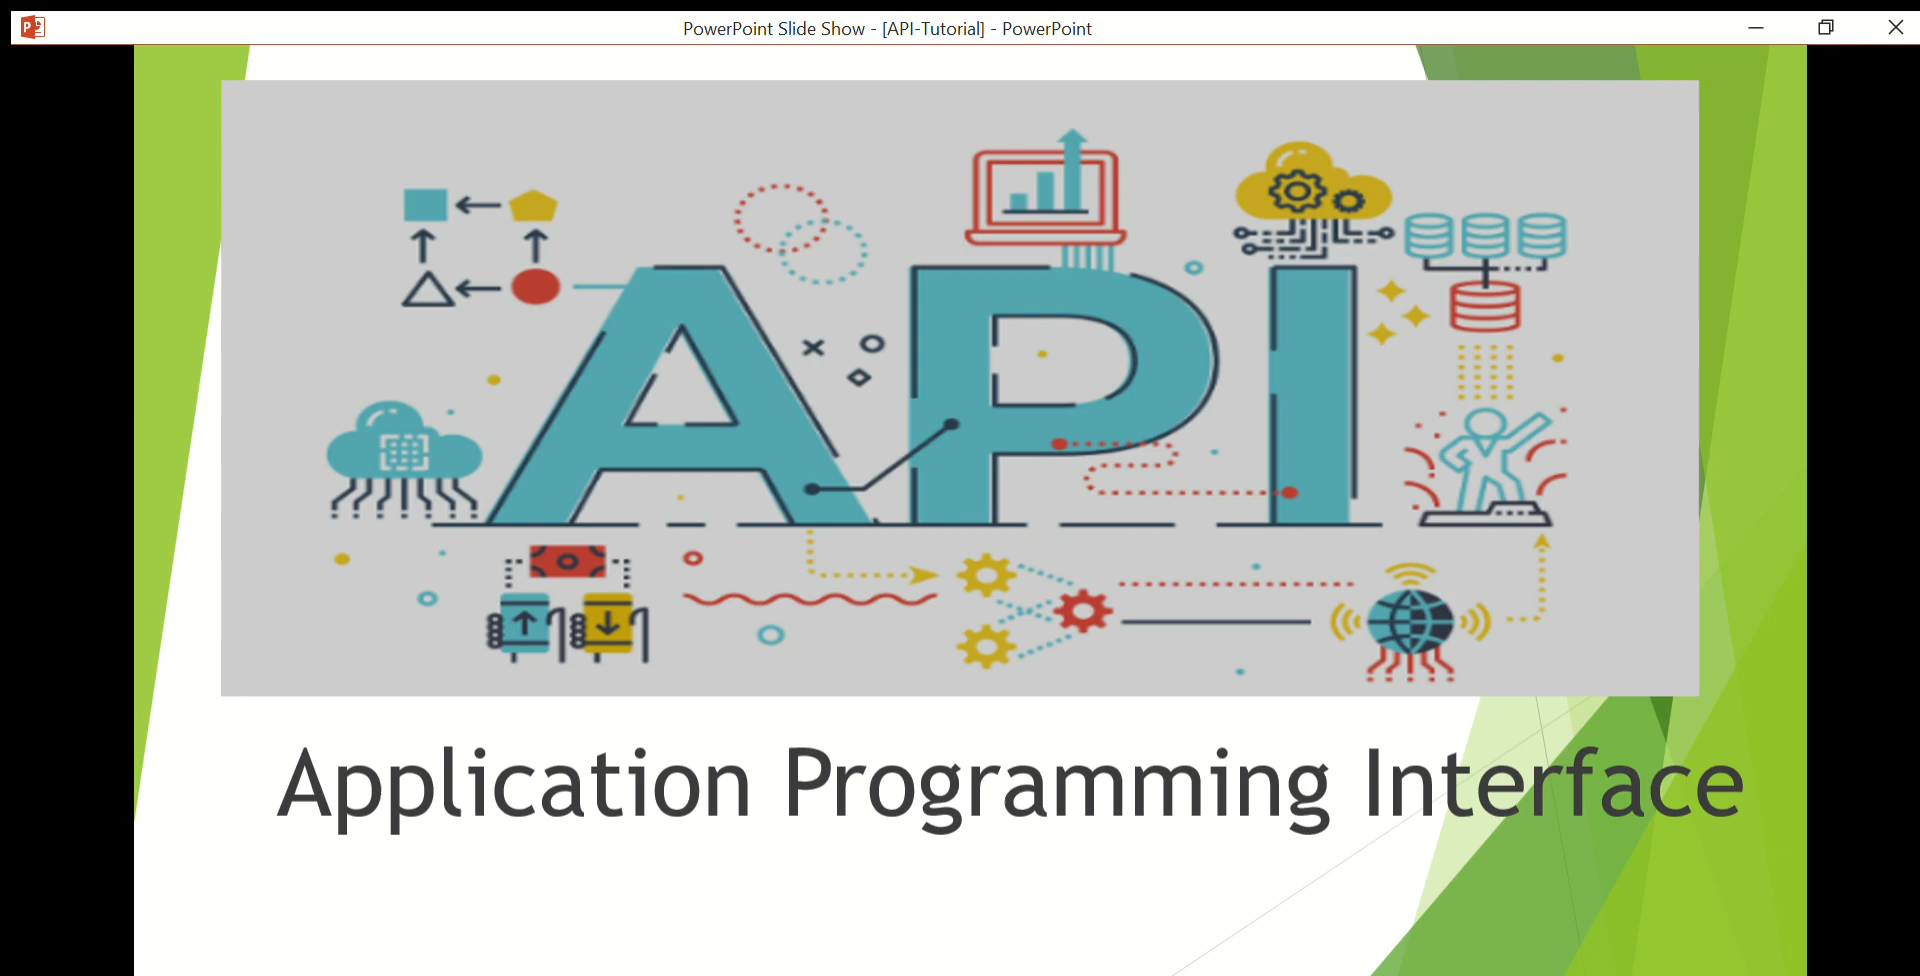 PowerPoint Slide Show - [API-Tutorial] - PowerPoint
API
Application Programming Interface